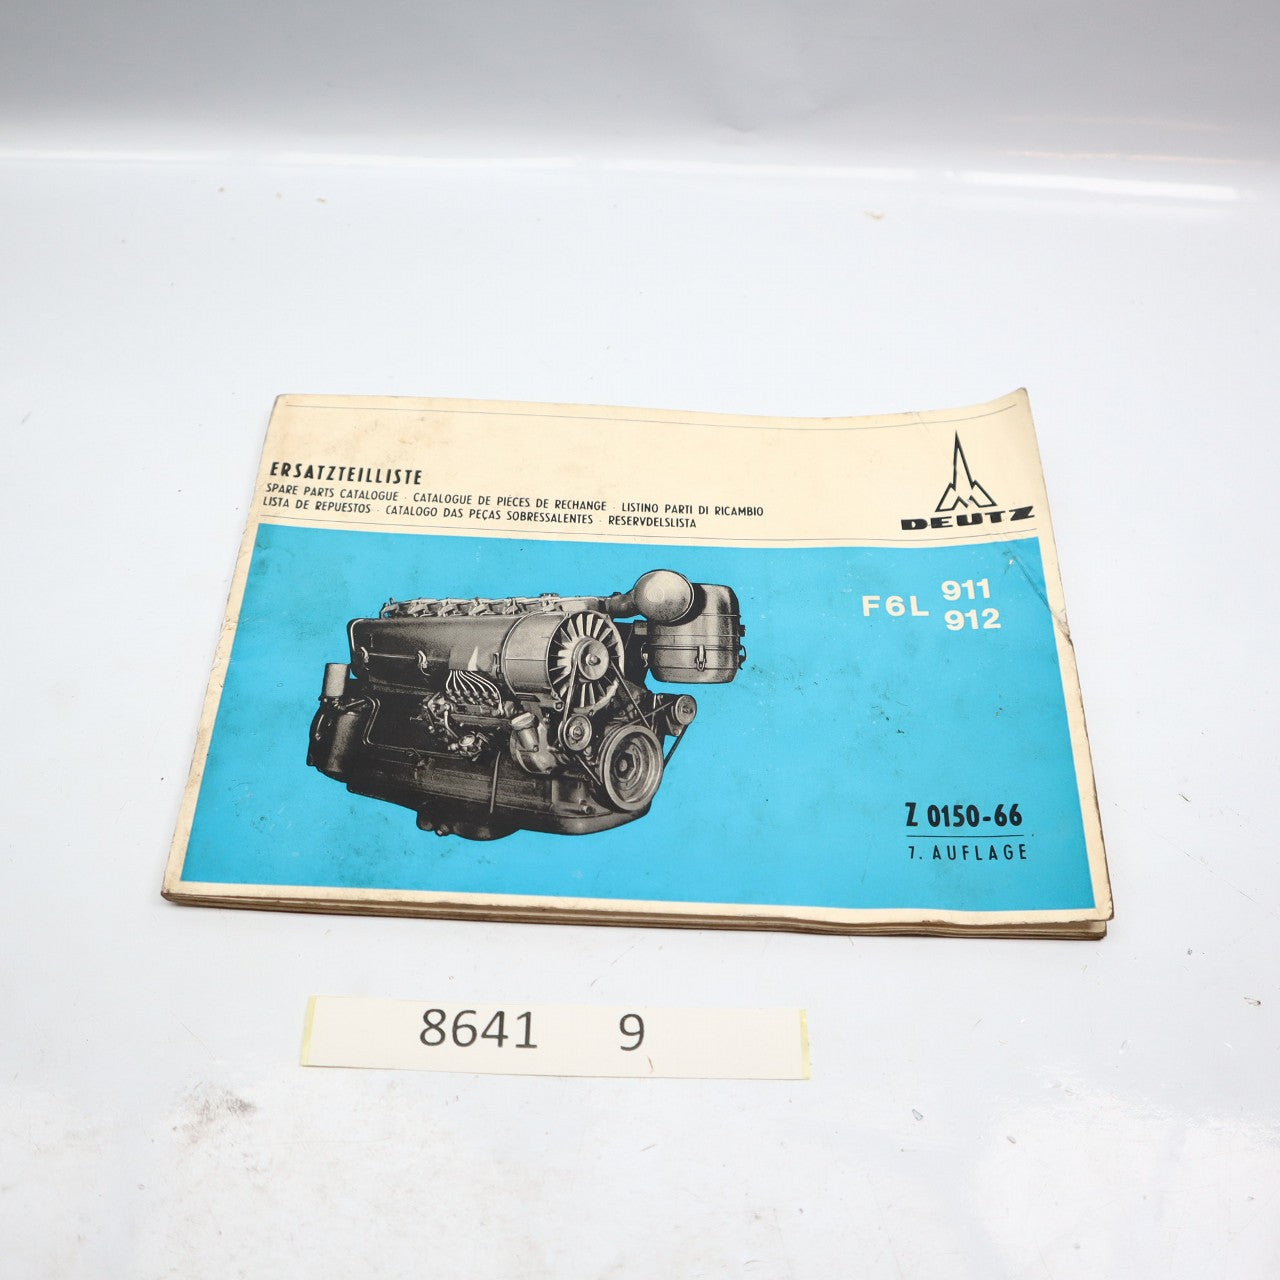 ERSATZTEILLISTE
SPARE PARTS CATALOGUE · CATALOGUE DE PIÈCES DE RECHANGE · LISTINO PARTI DI RICAMBIO
LISTA DE REPUESTOS · CATALOGO DAS PEÇAS SOBRESSALENTES · RESERVDELSLISTA
DEUTZ
F6L 911
912
Z 0150-66
7. AUFLAGE
8641 9